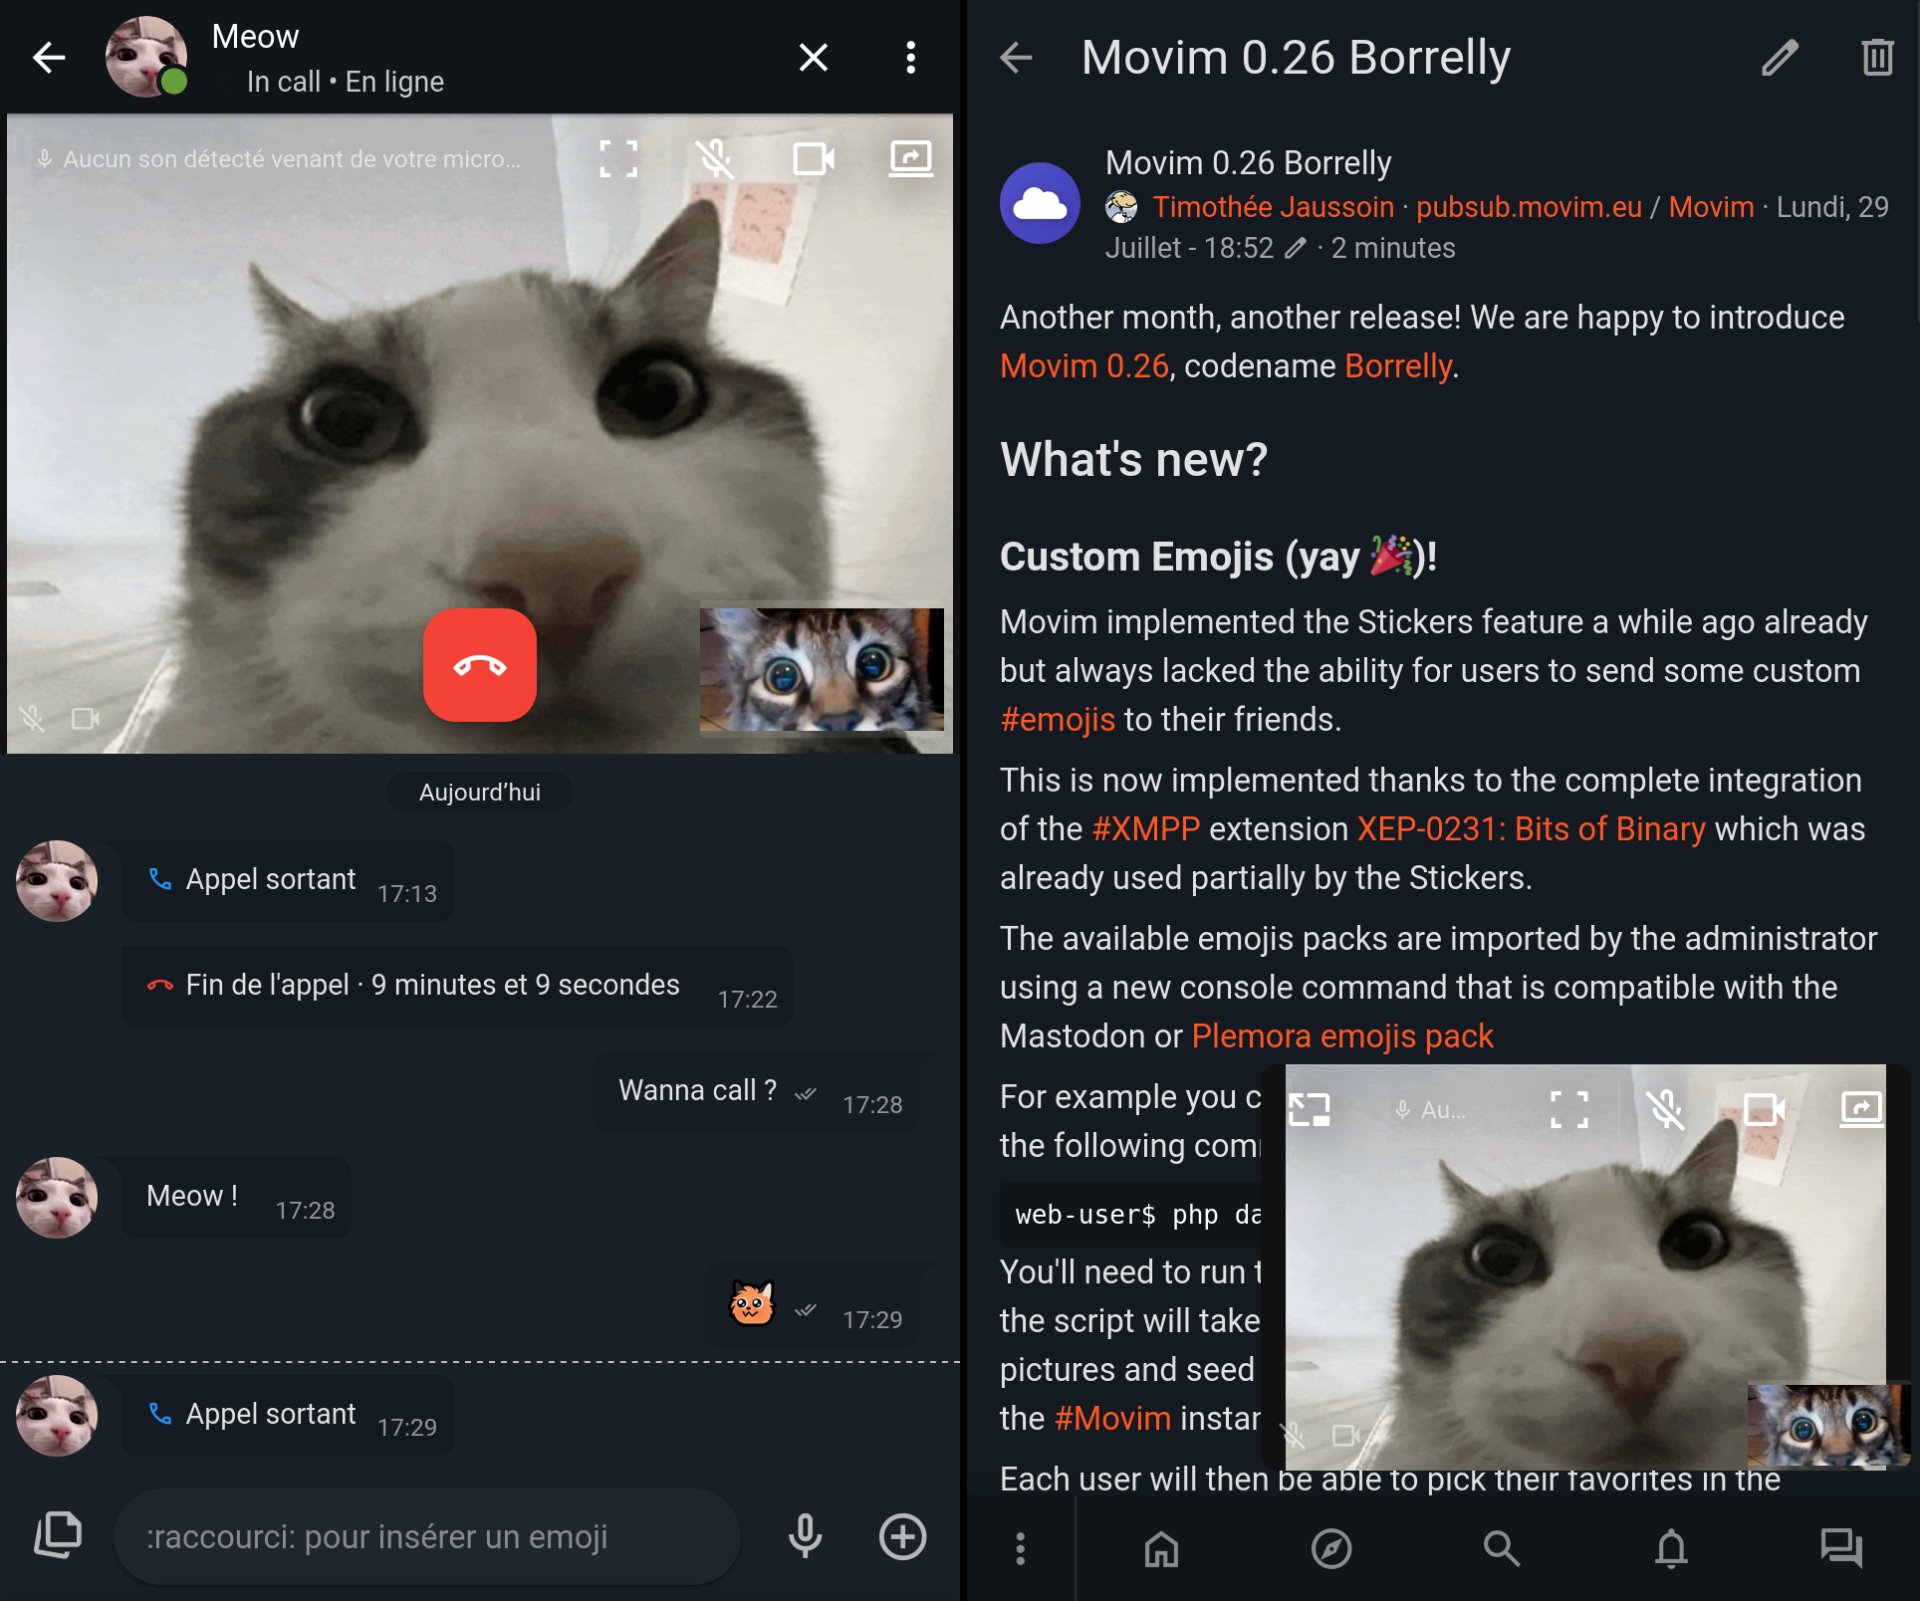 Meow
In call • En ligne
Aucun son détecté venant de votre micro...
Aujourd'hui
Appel sortant 17:13
Fin de l'appel · 9 minutes et 9 secondes 17:22
Wanna call ? 17:28
Meow ! 17:28
17:29
Appel sortant 17:29
:raccourci: pour insérer un emoji
Movim 0.26 Borrelly
Movim 0.26 Borrelly
Timothée Jaussoin · pubsub.movim.eu / Movim · Lundi, 29
Juillet - 18:52 · 2 minutes
Another month, another release! We are happy to introduce
Movim 0.26, codename Borrelly.
What's new?
Custom Emojis (yay 🎉)!
Movim implemented the Stickers feature a while ago already
but always lacked the ability for users to send some custom
#emojis to their friends.
This is now implemented thanks to the complete integration
of the #XMPP extension XEP-0231: Bits of Binary which was
already used partially by the Stickers.
The available emojis packs are imported by the administrator
using a new console command that is compatible with the
Mastodon or Plemora emojis pack
For example you c
Au...
the following com
web-user$ php da
You'll need to run t
the script will take
pictures and seed
the #Movim instan
Each user will then be able to pick their favorites in the